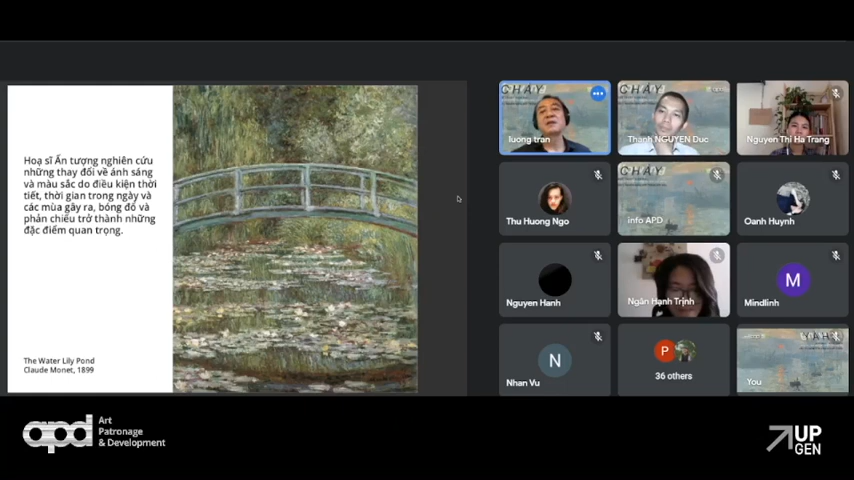 Hoạ sĩ Ấn tượng nghiên cứu
những thay đổi về ánh sáng
và màu sắc do điều kiện thời
tiết, thời gian trong ngày và
các mùa gây ra, bóng đổ và
phản chiếu trở thành những
đặc điểm quan trọng.
The Water Lily Pond
Claude Monet, 1899
CHẠY
luong tran
CHẠY
Thanh NGUYEN Duc
Nguyen Thi Ha Trang
Thu Huong Ngo
CHẠY
info APD
Oanh Huynh
Nguyen Hanh
Ngân Hạnh Trịnh
M
Mindlinh
N
Nhan Vu
P
36 others
You
apd
Art
Patronage
& Development
UP
GEN